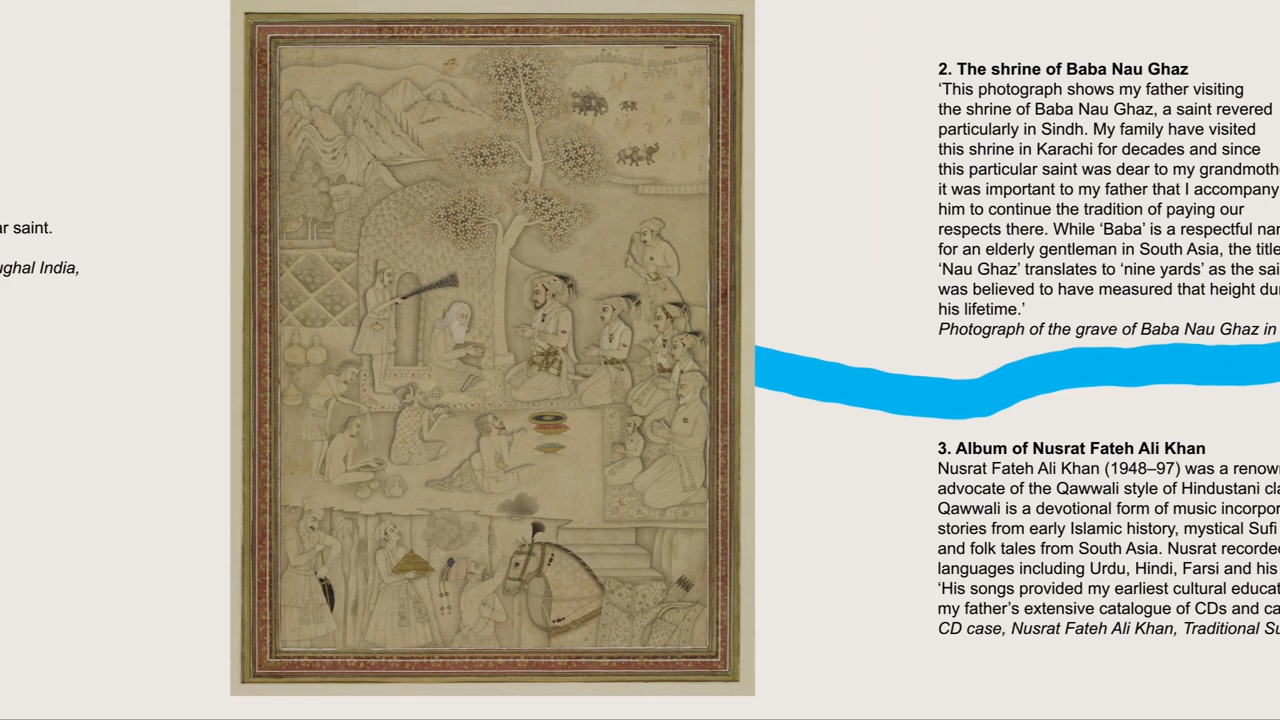 ar saint.
ughal India,
2. The shrine of Baba Nau Ghaz
‘This photograph shows my father visiting
the shrine of Baba Nau Ghaz, a saint revered
particularly in Sindh. My family have visited
this shrine in Karachi for decades and since
this particular saint was dear to my grandmothe
it was important to my father that I accompany
him to continue the tradition of paying our
respects there. While ‘Baba’ is a respectful nar
for an elderly gentleman in South Asia, the title
‘Nau Ghaz’ translates to ‘nine yards’ as the sai
was believed to have measured that height du
his lifetime.’
Photograph of the grave of Baba Nau Ghaz in
3. Album of Nusrat Fateh Ali Khan
Nusrat Fateh Ali Khan (1948–97) was a renow
advocate of the Qawwali style of Hindustani cla
Qawwali is a devotional form of music incorpor
stories from early Islamic history, mystical Sufi
and folk tales from South Asia. Nusrat recorded
languages including Urdu, Hindi, Farsi and his
‘His songs provided my earliest cultural educat
my father’s extensive catalogue of CDs and ca
CD case, Nusrat Fateh Ali Khan, Traditional Su